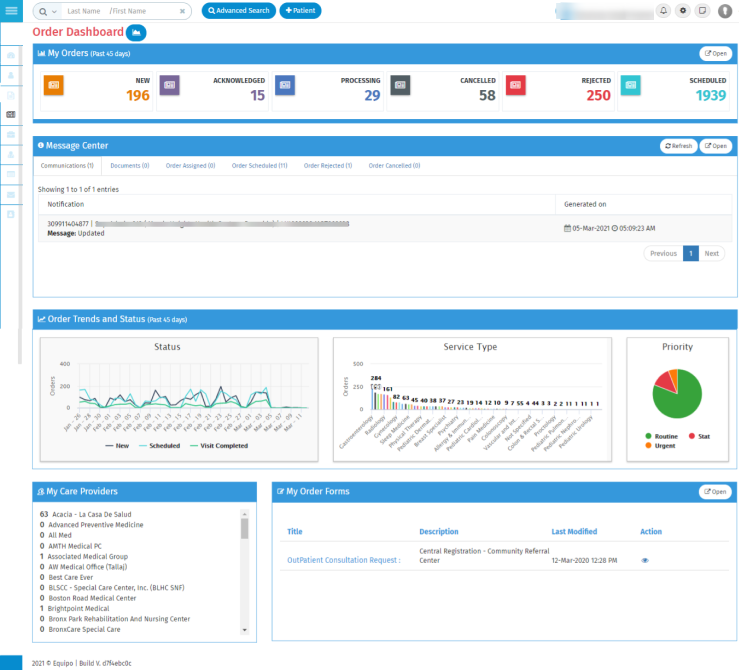 Last Name /First Name
Advanced Search
Patient
Order Dashboard
My Orders (Past 45 days)
Open
NEW
196
ACKNOWLEDGED
15
PROCESSING
29
CANCELLED
58
REJECTED
250
SCHEDULED
1939
Message Center
Refresh
Open
Communications (1) Documents (0) Order Assigned (0) Order Scheduled (11) Order Rejected (1) Order Cancelled (0)
Showing 1 to 1 of 1 entries
Notification Generated on
309911404877 |
Message: Updated
05-Mar-2021 05:09:23 AM
Previous 1 Next
Order Trends and Status (Past 45 days)
Status
Orders
400
200
0
Jan 26 Jan 28 Jan 30 Feb 01 Feb 03 Feb 05 Feb 07 Feb 09 Feb 11 Feb 13 Feb 15 Feb 17 Feb 19 Feb 21 Feb 23 Feb 25 Feb 27 Mar 01 Mar 03 Mar 05 Mar 07 Mar 09 Mar 11
New Scheduled Visit Completed
Service Type
Orders
500
250
0
284
161 82 63 45 40 38 37 27 23 19 14 12 10 9 7 5 5 4 4 4 3 3 2 2 1 1 1 1 1 1
Gastroenterology
Radiology
Gynecology
Sleep Medicine
Physical Therapy
Pediatric Dermat..
Breast Specialist
Psychiatry
Allergy & Immun..
Pediatric Cardiol..
Pain Medicine
Colonoscopy
Vascular and Int..
Not Specified
Colon & Rectal S..
Proctology
Pediatric Pulmon..
Pediatric Nephro..
Pediatric Urology
Priority
Routine Stat
Urgent
My Care Providers
63 Acacia - La Casa De Salud
0 Advanced Preventive Medicine
0 All Med
0 AMTH Medical PC
1 Associated Medical Group
0 AW Medical Office (Tallaj)
0 Best Care Ever
0 BLSCC - Special Care Center, Inc. (BLHC SNF)
0 Boston Road Medical Center
1 Brightpoint Medical
0 Bronx Park Rehabilitation And Nursing Center
0 BronxCare Special Care
My Order Forms
Open
Title Description Last Modified Action
OutPatient Consultation Request :
Central Registration - Community Referral
Center
12-Mar-2020 12:28 PM
2021 © Equipo | Build V. d7f4ebc0c